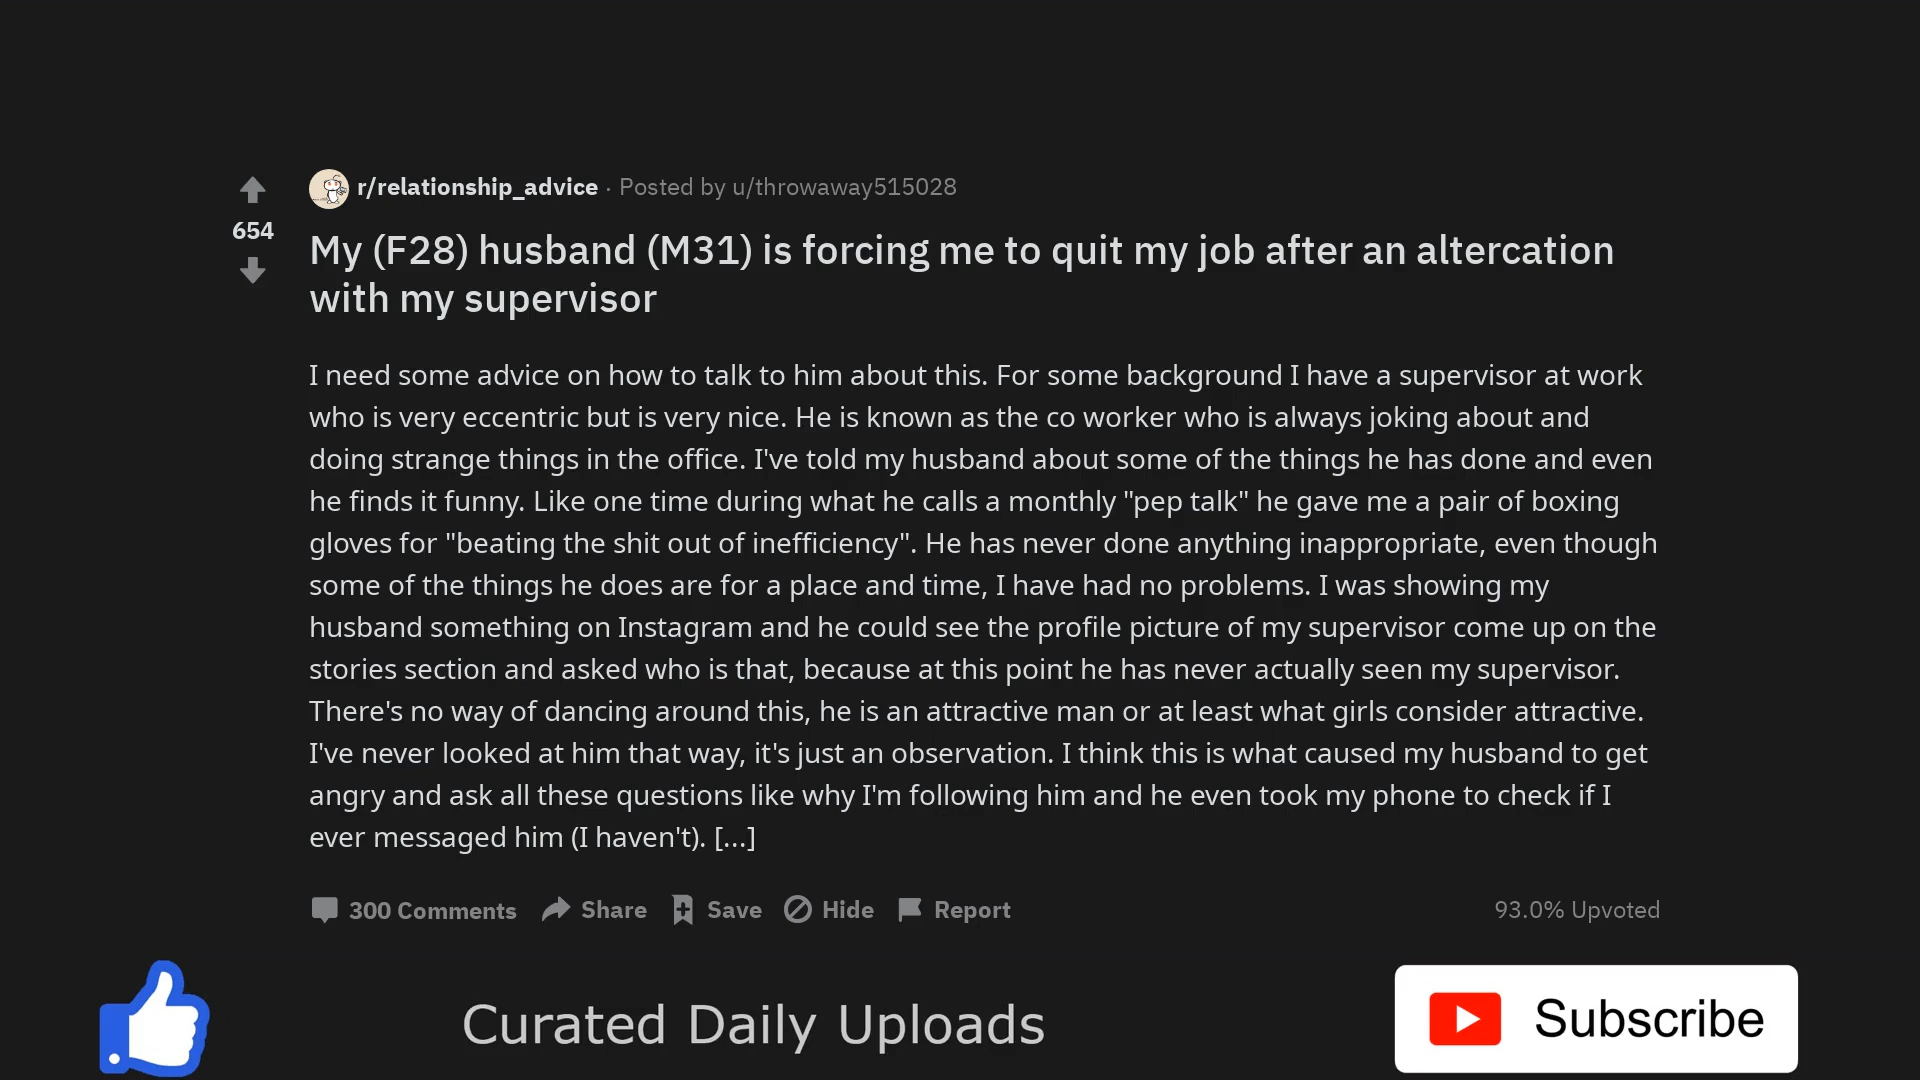 r/relationship_advice · Posted by u/throwaway515028
654
My (F28) husband (M31) is forcing me to quit my job after an altercation
with my supervisor
I need some advice on how to talk to him about this. For some background I have a supervisor at work
who is very eccentric but is very nice. He is known as the co worker who is always joking about and
doing strange things in the office. I've told my husband about some of the things he has done and even
he finds it funny. Like one time during what he calls a monthly "pep talk" he gave me a pair of boxing
gloves for "beating the shit out of inefficiency". He has never done anything inappropriate, even though
some of the things he does are for a place and time, I have had no problems. I was showing my
husband something on Instagram and he could see the profile picture of my supervisor come up on the
stories section and asked who is that, because at this point he has never actually seen my supervisor.
There's no way of dancing around this, he is an attractive man or at least what girls consider attractive.
I've never looked at him that way, it's just an observation. I think this is what caused my husband to get
angry and ask all these questions like why I'm following him and he even took my phone to check if I
ever messaged him (I haven't). [...]
300 Comments Share Save Hide Report 93.0% Upvoted
Curated Daily Uploads
Subscribe